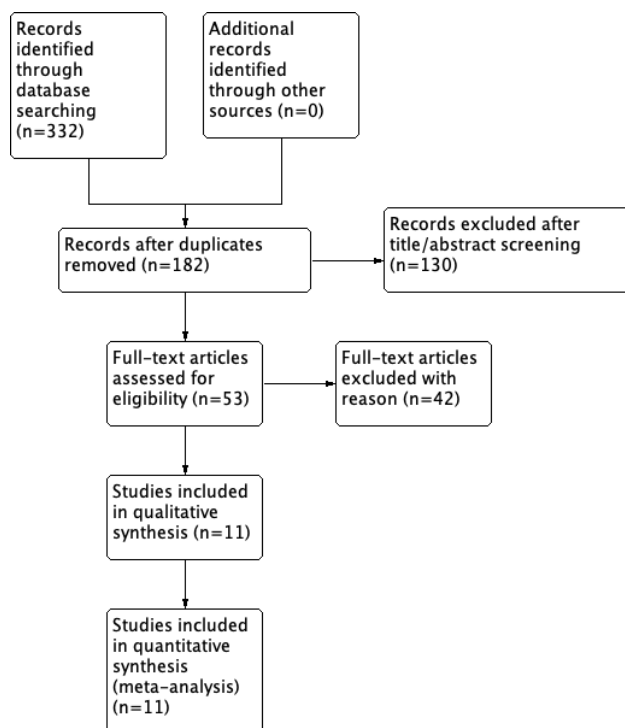 Records
identified
through
database
searching
(n=332)
Additional
records
identified
through other
sources (n=0)
Records after duplicates
removed (n=182)
Records excluded after
title/abstract screening
(n=130)
Full-text articles
assessed for
eligibility (n=53)
Full-text articles
excluded with
reason (n=42)
Studies included
in qualitative
synthesis (n=11)
Studies included
in quantitative
synthesis
(meta-analysis)
(n=11)